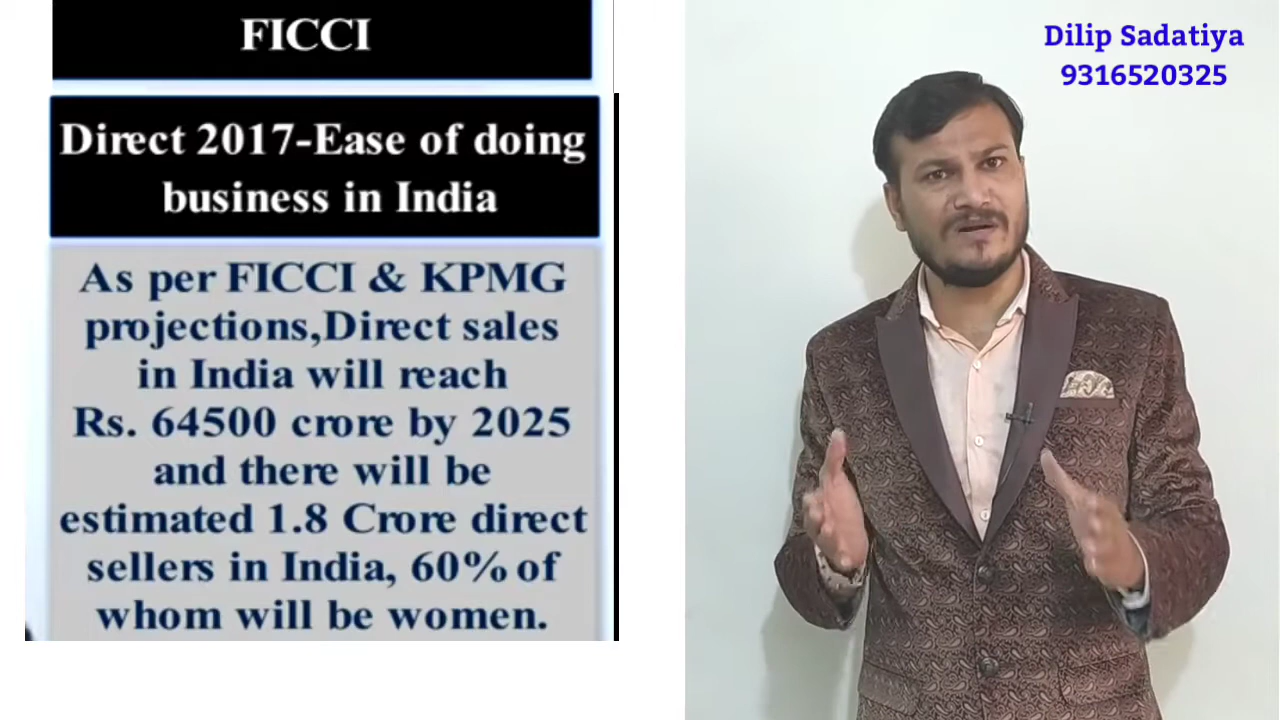 FICCI
Direct 2017-Ease of doing
business in India
As per FICCI & KPMG
projections,Direct sales
in India will reach
Rs. 64500 crore by 2025
and there will be
estimated 1.8 Crore direct
sellers in India, 60% of
whom will be women.
Dilip Sadatiya
9316520325